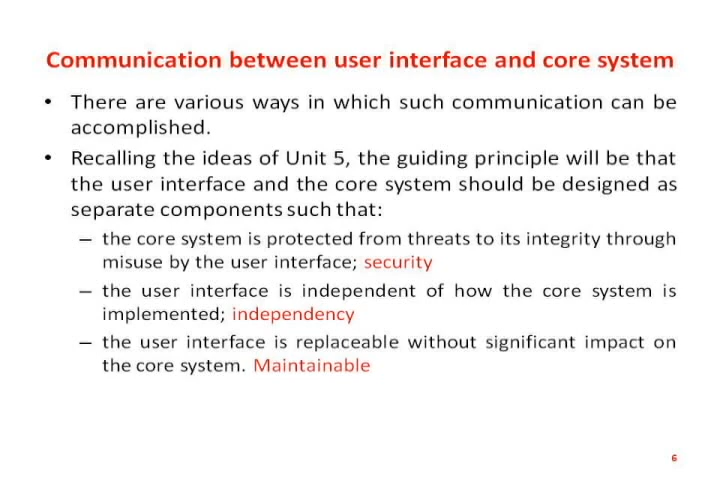 Communication between user interface and core system
• There are various ways in which such communication can be
accomplished.
• Recalling the ideas of Unit 5, the guiding principle will be that
the user interface and the core system should be designed as
separate components such that:
– the core system is protected from threats to its integrity through
misuse by the user interface; security
– the user interface is independent of how the core system is
implemented; independency
– the user interface is replaceable without significant impact on
the core system. Maintainable
6